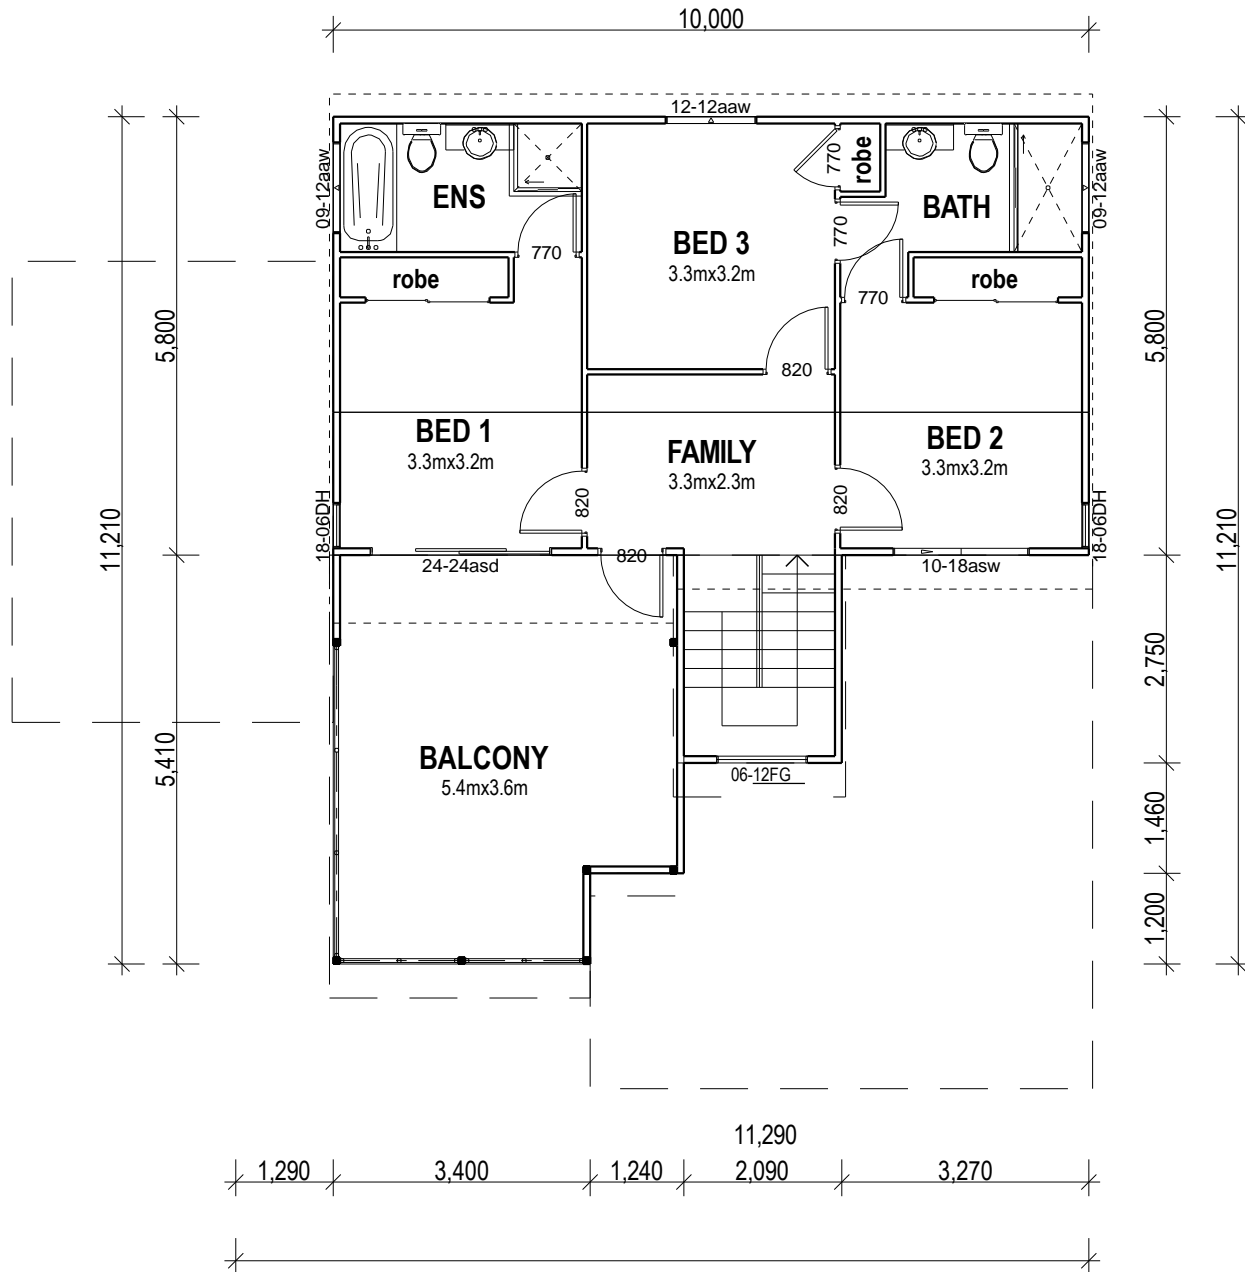 10,000
12-12aaw
09-12aaw
ENS
770
robe
BED 3
3.3mx3.2m
770
robe
770
BATH
09-12aaw
770
robe
820
5,800
5,800
11,210
11,210
BED 1
3.3mx3.2m
FAMILY
3.3mx2.3m
BED 2
3.3mx3.2m
820
820
18-06DH
18-06DH
24-24asd
820
10-18asw
2,750
5,410
BALCONY
5.4mx3.6m
06-12FG
1,460
1,200
11,290
1,290
3,400
1,240
2,090
3,270